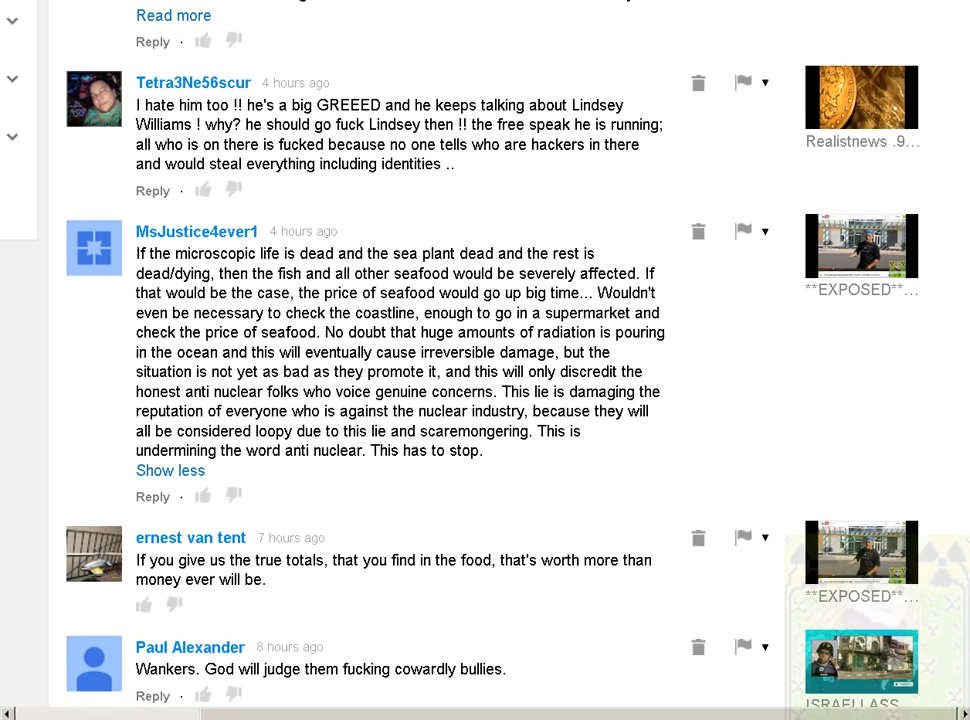 Read more
Reply ·
Tetra3Ne56scur 4 hours ago
I hate him too !! he's a big GREEED and he keeps talking about Lindsey
Williams ! why? he should go fuck Lindsey then !! the free speak he is running;
all who is on there is fucked because no one tells who are hackers in there
and would steal everything including identities ..
Reply ·
Realistnews .9...
MsJustice4ever1 4 hours ago
If the microscopic life is dead and the sea plant dead and the rest is
dead/dying, then the fish and all other seafood would be severely affected. If
that would be the case, the price of seafood would go up big time... Wouldn't
even be necessary to check the coastline, enough to go in a supermarket and
check the price of seafood. No doubt that huge amounts of radiation is pouring
in the ocean and this will eventually cause irreversible damage, but the
situation is not yet as bad as they promote it, and this will only discredit the
honest anti nuclear folks who voice genuine concerns. This lie is damaging the
reputation of everyone who is against the nuclear industry, because they will
all be considered loopy due to this lie and scaremongering. This is
undermining the word anti nuclear. This has to stop.
Show less
Reply ·
**EXPOSED**...
ernest van tent 7 hours ago
If you give us the true totals, that you find in the food, that's worth more than
money ever will be.
**EXPOSED**...
Paul Alexander 8 hours ago
Wankers. God will judge them fucking cowardly bullies.
Reply ·
ISRAELI ASS